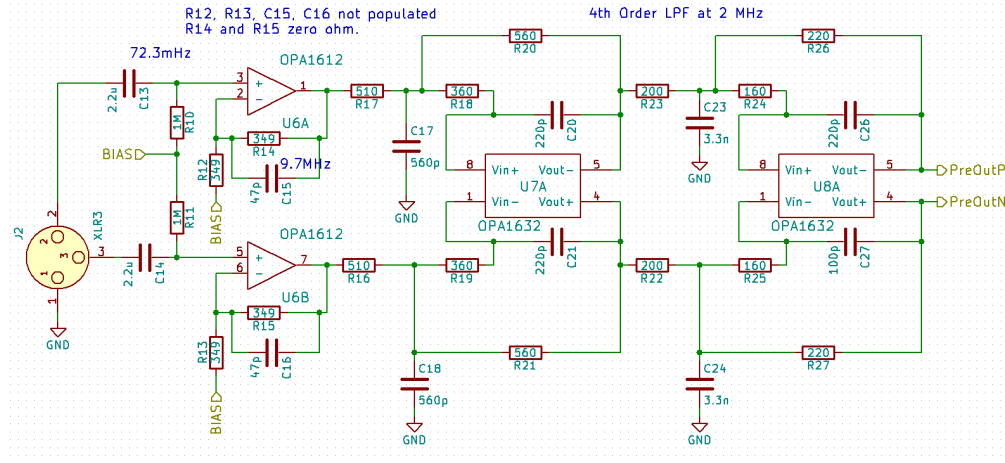 R12, R13, C15, C16 not populated
R14 and R15 zero ohm.
4th Order LPF at 2 MHz
72.3mHz
OPA1612
560
R20
220
R26
2.2u
C13
3
2
+
−
1
U6A
510
R17
360
R18
200
R23
160
R24
1M
R10
349
R14
9.7MHz
C17
560p
220p
C20
C23
3.3n
220p
C26
BIAS
R12
349
47p
C15
GND
GND
8
1
Vin+
Vin−
Vout−
Vout+
5
4
U7A
OPA1632
8
1
Vin+
Vin−
Vout−
Vout+
5
4
U8A
OPA1632
PreOutP
PreOutN
BIAS
1M
R11
J2
XLR3
2
2
3
1
3
1
2.2u
C14
OPA1612
5
6
+
−
7
U6B
510
R16
360
R19
220p
C21
200
R22
160
R25
100p
C27
GND
349
R15
R13
349
47p
C16
BIAS
560
R21
220
R27
C18
560p
C24
3.3n
GND
GND